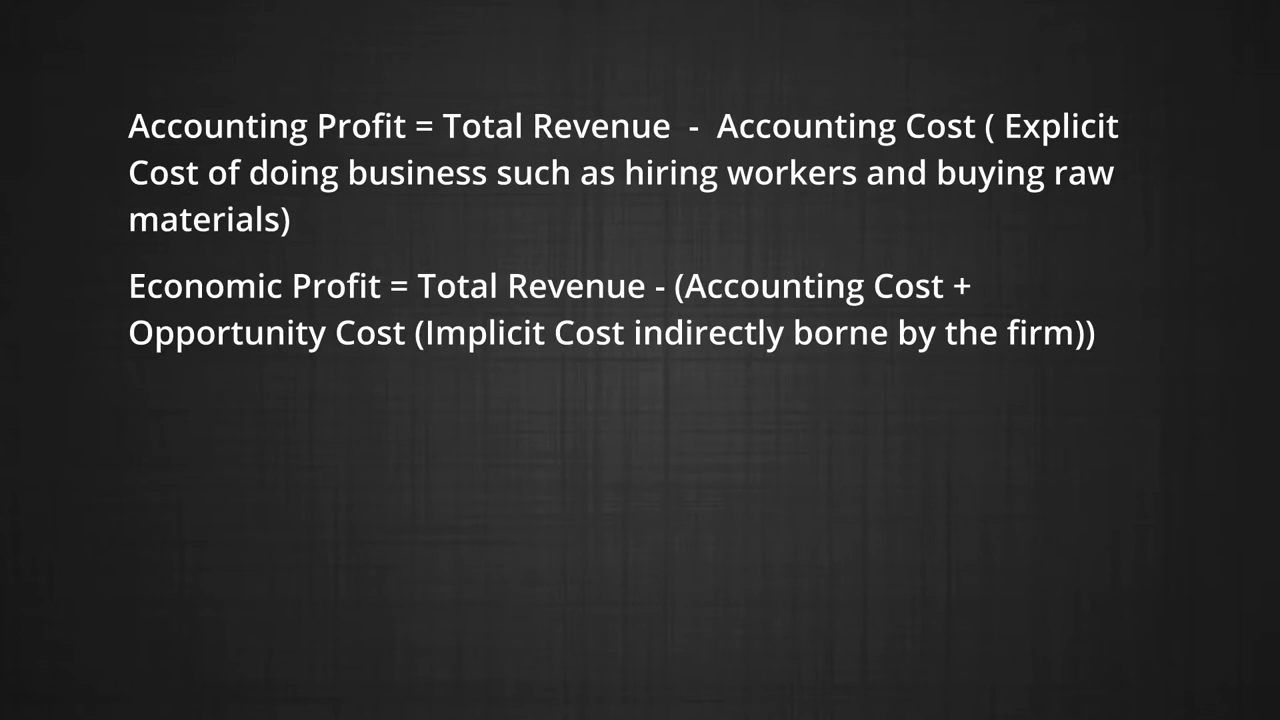 Accounting Profit = Total Revenue  -  Accounting Cost ( Explicit
Cost of doing business such as hiring workers and buying raw
materials)
Economic Profit = Total Revenue - (Accounting Cost +
Opportunity Cost (Implicit Cost indirectly borne by the firm))